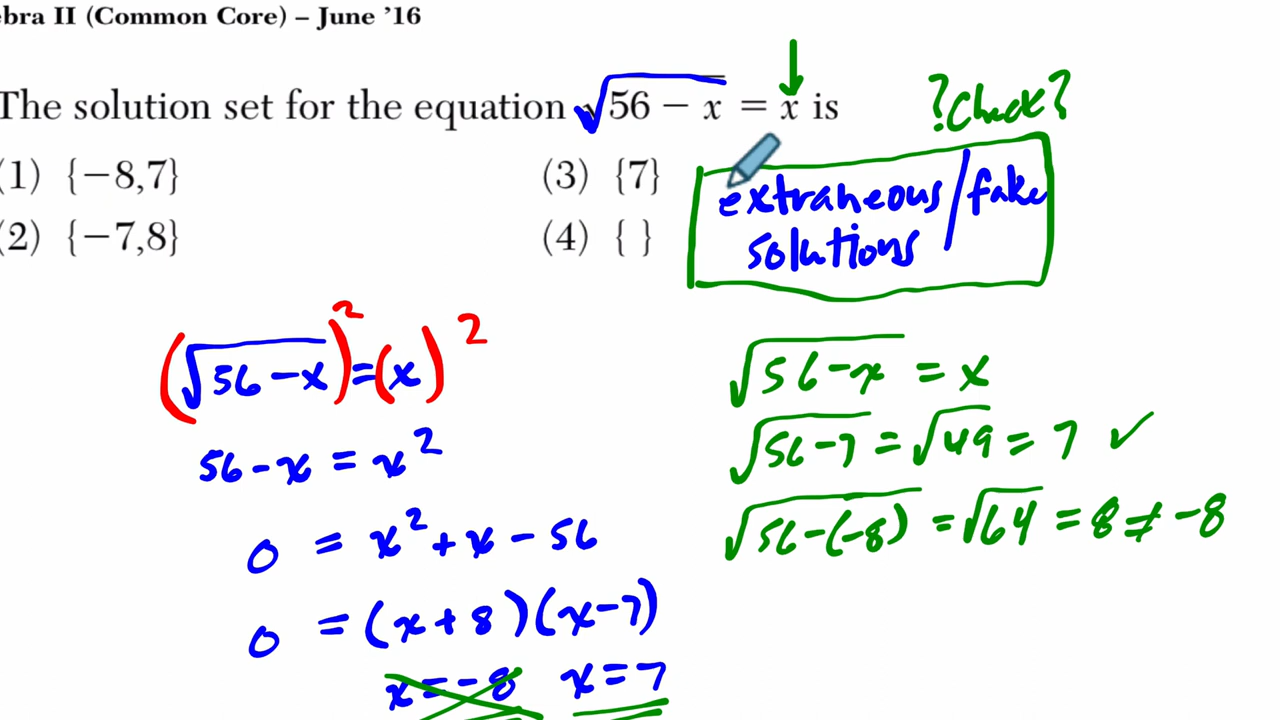 ebra II (Common Core) – June ’16
The solution set for the equation √56 − x = x is
(1) {−8,7}
(2) {−7,8}
(3) {7}
(4) { }
?Check?
extraneous/fake
solutions
(√56 − x)² = (x)²
56 − x = x²
0 = x² + x − 56
0 = (x + 8)(x − 7)
x = −8 x = 7
√56 − x = x
√56 − 7 = √49 = 7 ✓
√56 − (−8) = √64 = 8 ≠ −8